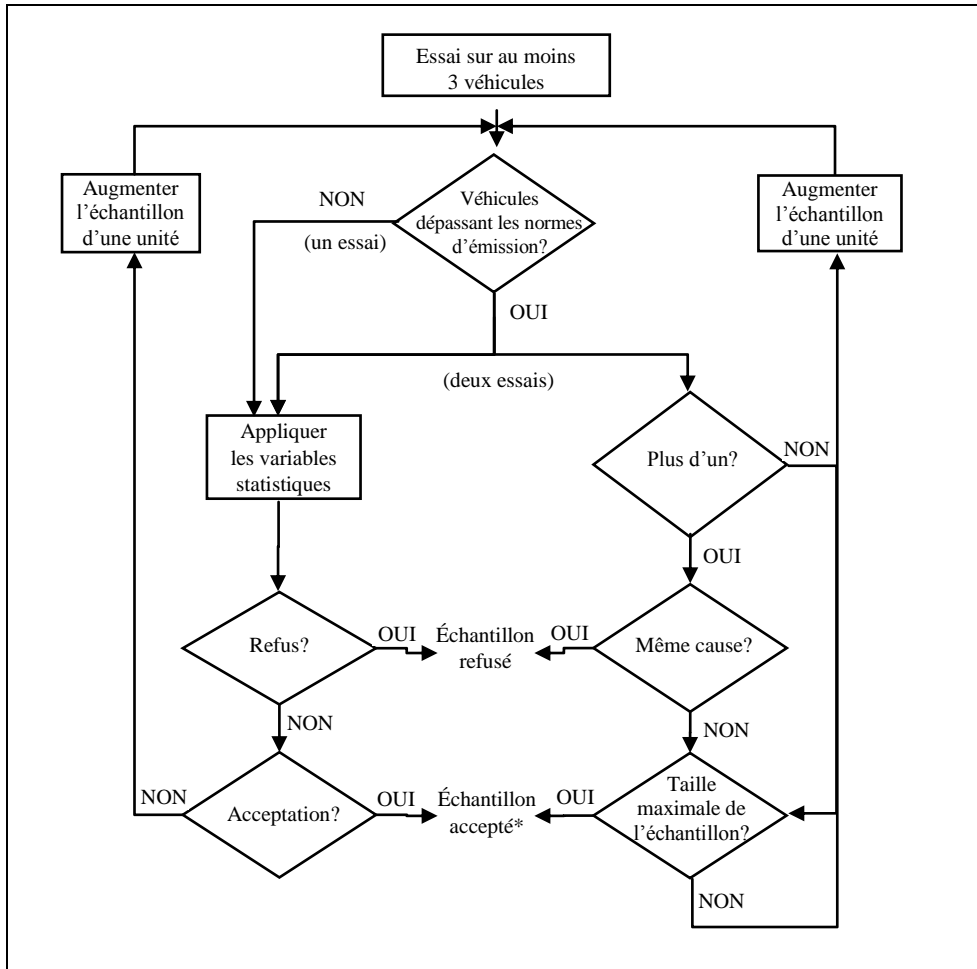 Essai sur au moins
3 véhicules
Augmenter
l'échantillon
d'une unité
NON
(un essai)
Véhicules
dépassant les normes
d'émission?
Augmenter
l'échantillon
d'une unité
OUI
(deux essais)
Appliquer
les variables
statistiques
Plus d'un?
NON
OUI
Refus?
OUI
Échantillon
refusé
OUI
Même cause?
NON
NON
NON
Acceptation?
OUI
Échantillon
accepté*
OUI
Taille
maximale de
l'échantillon?
NON